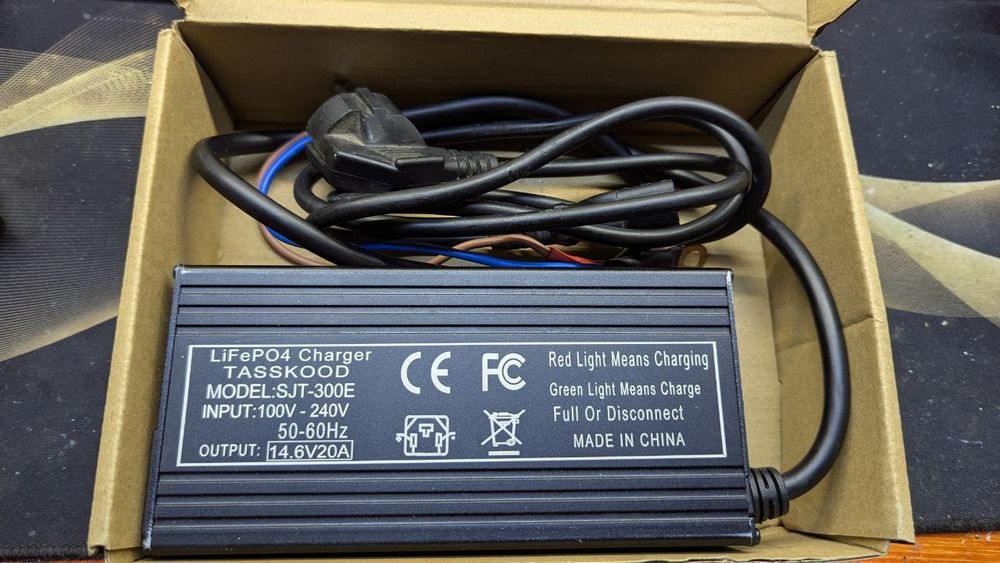 LiFePO4 Charger
TASSKOOD
MODEL:SJT-300E
INPUT:100V - 240V
50-60Hz
OUTPUT: 14.6V20A
CE
FC
Red Light Means Charging
Green Light Means Charge
Full Or Disconnect
MADE IN CHINA